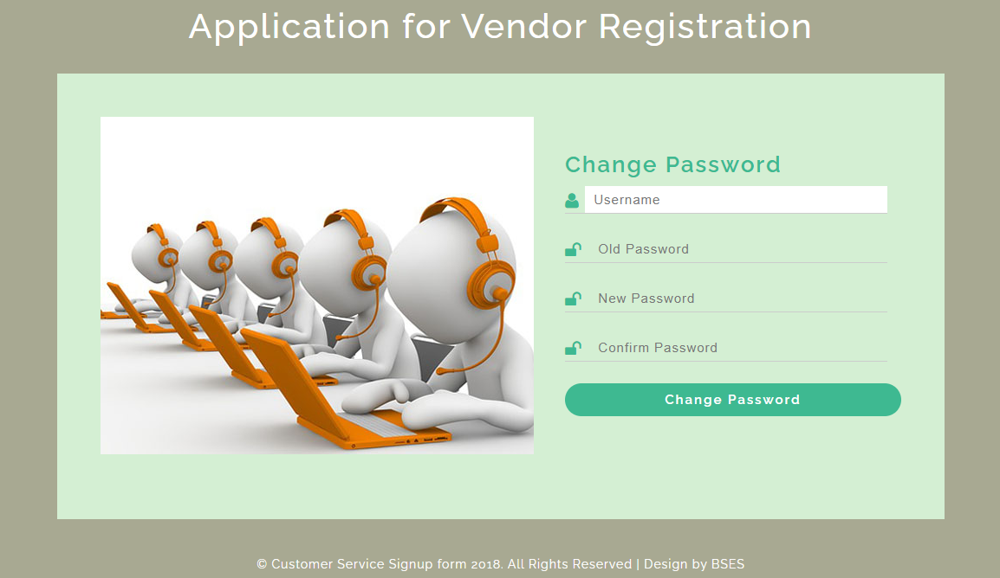 Application for Vendor Registration
Change Password
Username
Old Password
New Password
Confirm Password
Change Password
© Customer Service Signup form 2018. All Rights Reserved | Design by BSES